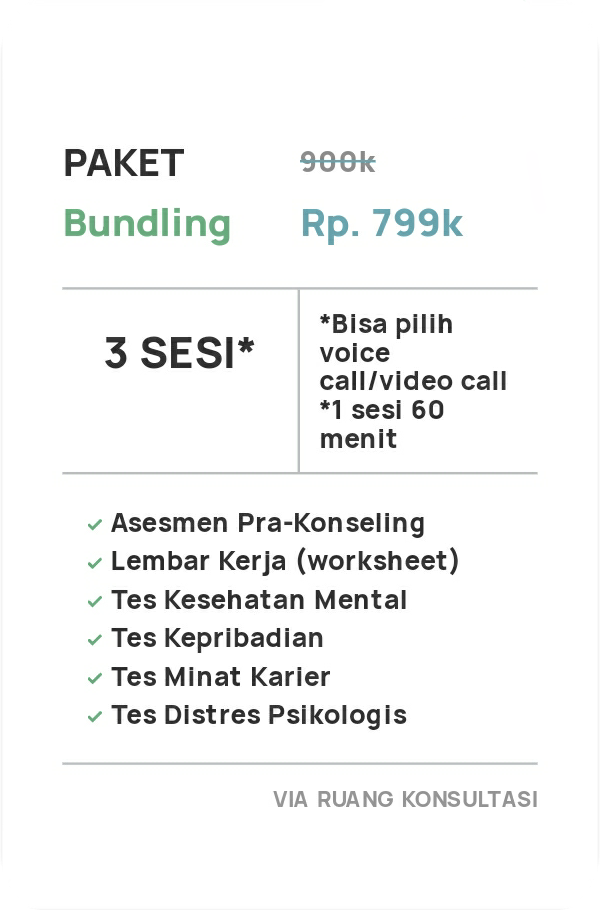 PAKET
900k
Bundling
Rp. 799k
3 SESI*
*Bisa pilih
voice
call/video call
*1 sesi 60
menit
Asesmen Pra-Konseling
Lembar Kerja (worksheet)
Tes Kesehatan Mental
Tes Kepribadian
Tes Minat Karier
Tes Distres Psikologis
VIA RUANG KONSULTASI